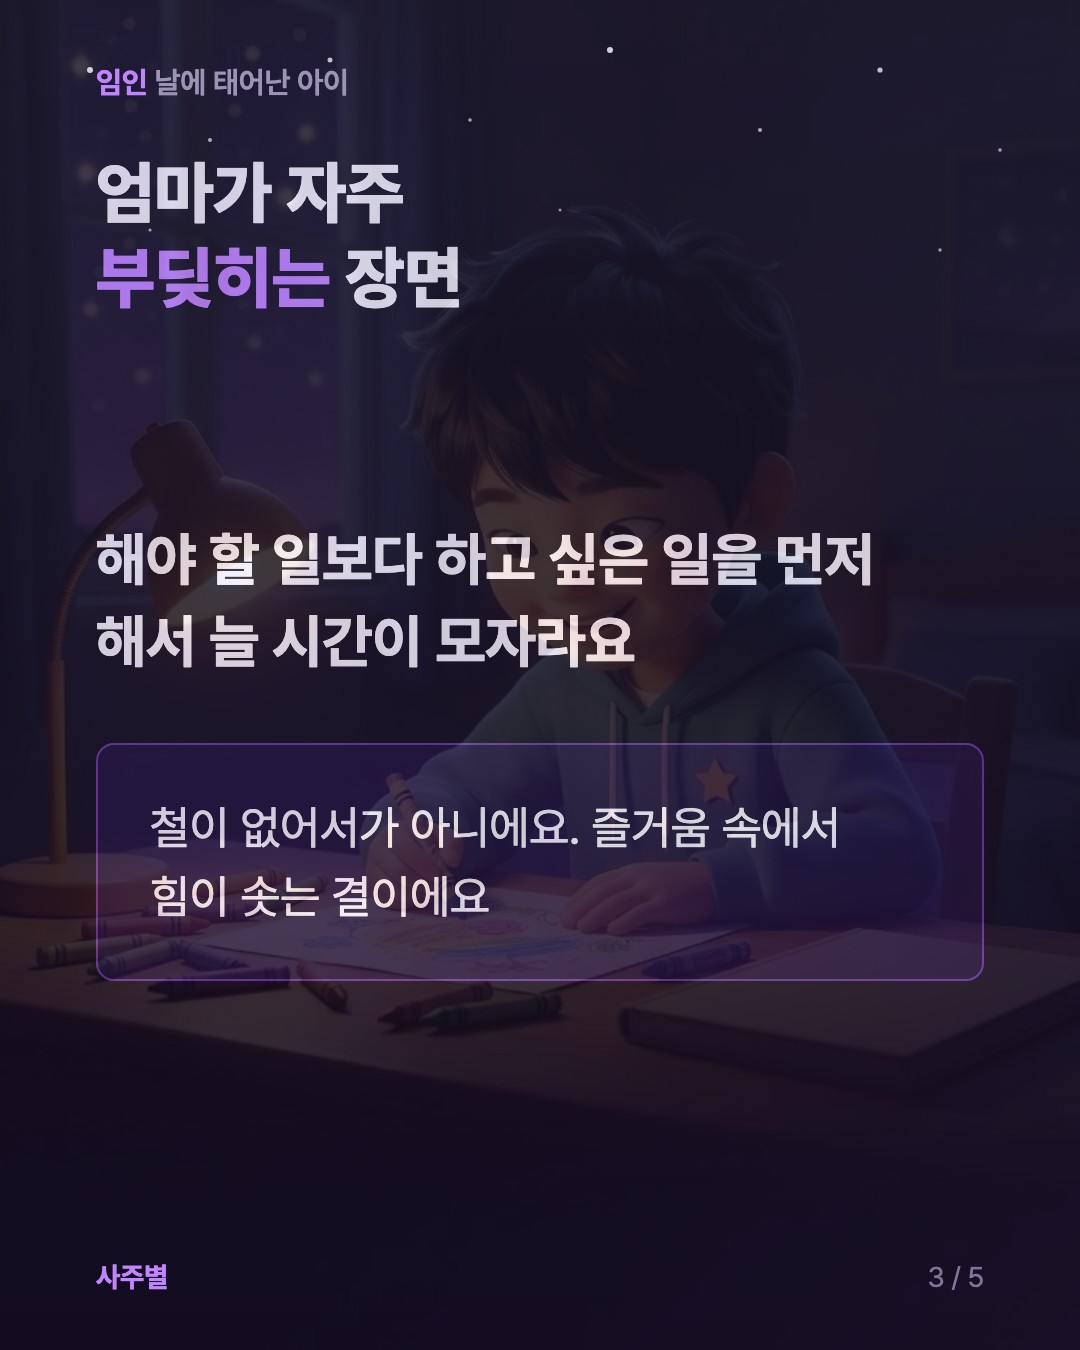 임인 날에 태어난 아이
엄마가 자주
부딪히는 장면
해야 할 일보다 하고 싶은 일을 먼저
해서 늘 시간이 모자라요
철이 없어서가 아니에요. 즐거움 속에서
힘이 솟는 결이에요
사주별
3 / 5